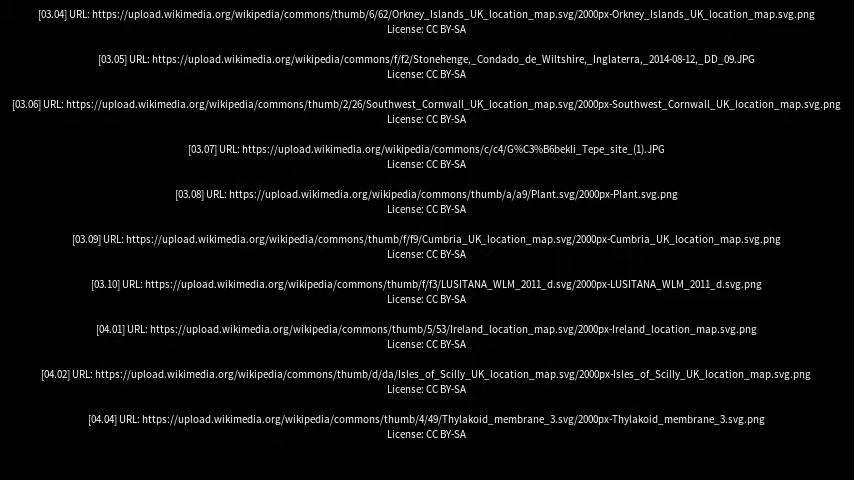 [03.04] URL: https://upload.wikimedia.org/wikipedia/commons/thumb/6/62/Orkney_Islands_UK_location_map.svg/2000px-Orkney_Islands_UK_location_map.svg.png
License: CC BY-SA
[03.05] URL: https://upload.wikimedia.org/wikipedia/commons/f/f2/Stonehenge,_Condado_de_Wiltshire,_Inglaterra,_2014-08-12,_DD_09.JPG
License: CC BY-SA
[03.06] URL: https://upload.wikimedia.org/wikipedia/commons/thumb/2/26/Southwest_Cornwall_UK_location_map.svg/2000px-Southwest_Cornwall_UK_location_map.svg.png
License: CC BY-SA
[03.07] URL: https://upload.wikimedia.org/wikipedia/commons/c/c4/G%C3%B6bekli_Tepe_site_(1).JPG
License: CC BY-SA
[03.08] URL: https://upload.wikimedia.org/wikipedia/commons/thumb/a/a9/Plant.svg/2000px-Plant.svg.png
License: CC BY-SA
[03.09] URL: https://upload.wikimedia.org/wikipedia/commons/thumb/f/f9/Cumbria_UK_location_map.svg/2000px-Cumbria_UK_location_map.svg.png
License: CC BY-SA
[03.10] URL: https://upload.wikimedia.org/wikipedia/commons/thumb/f/f3/LUSITANA_WLM_2011_d.svg/2000px-LUSITANA_WLM_2011_d.svg.png
License: CC BY-SA
[04.01] URL: https://upload.wikimedia.org/wikipedia/commons/thumb/5/53/Ireland_location_map.svg/2000px-Ireland_location_map.svg.png
License: CC BY-SA
[04.02] URL: https://upload.wikimedia.org/wikipedia/commons/thumb/d/da/Isles_of_Scilly_UK_location_map.svg/2000px-Isles_of_Scilly_UK_location_map.svg.png
License: CC BY-SA
[04.04] URL: https://upload.wikimedia.org/wikipedia/commons/thumb/4/49/Thylakoid_membrane_3.svg/2000px-Thylakoid_membrane_3.svg.png
License: CC BY-SA